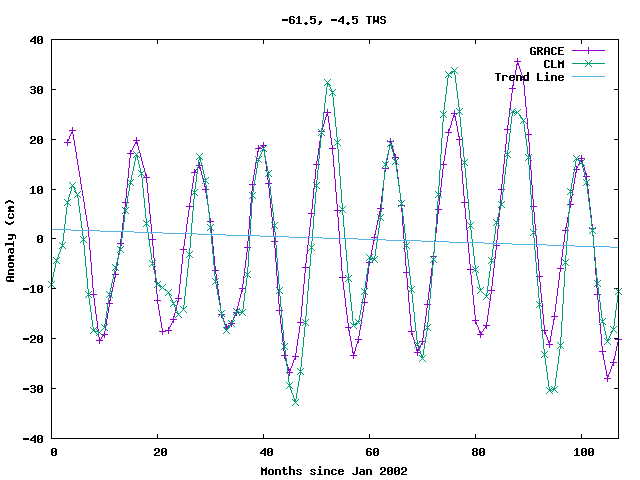 -61.5, -4.5 TWS
GRACE
CLM
Trend Line
40
30
20
10
0
-10
-20
-30
-40
Anomaly (cm)
0 20 40 60 80 100
Months since Jan 2002